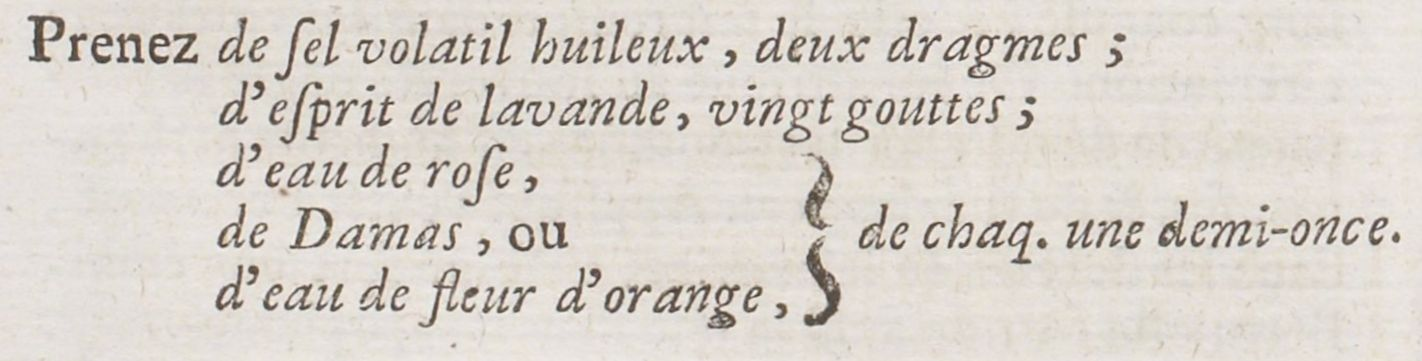 Prenez de ſel volatil huileux, deux dragmes ;
d'eſprit de lavande, vingt gouttes ;
d'eau de roſe,
de Damas, ou
d'eau de fleur d'orange,
} de chaq. une demi-once.